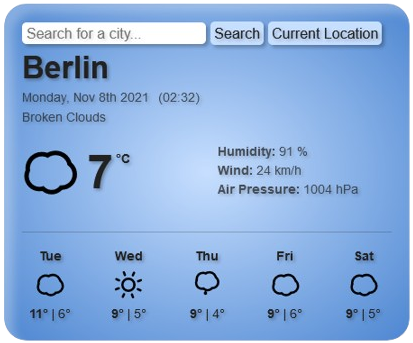 Search for a city... Search Current Location
Berlin
Monday, Nov 8th 2021 (02:32)
Broken Clouds
7 °C
Humidity: 91 %
Wind: 24 km/h
Air Pressure: 1004 hPa
Tue Wed Thu Fri Sat
11° | 6° 9° | 5° 9° | 4° 9° | 6° 9° | 5°